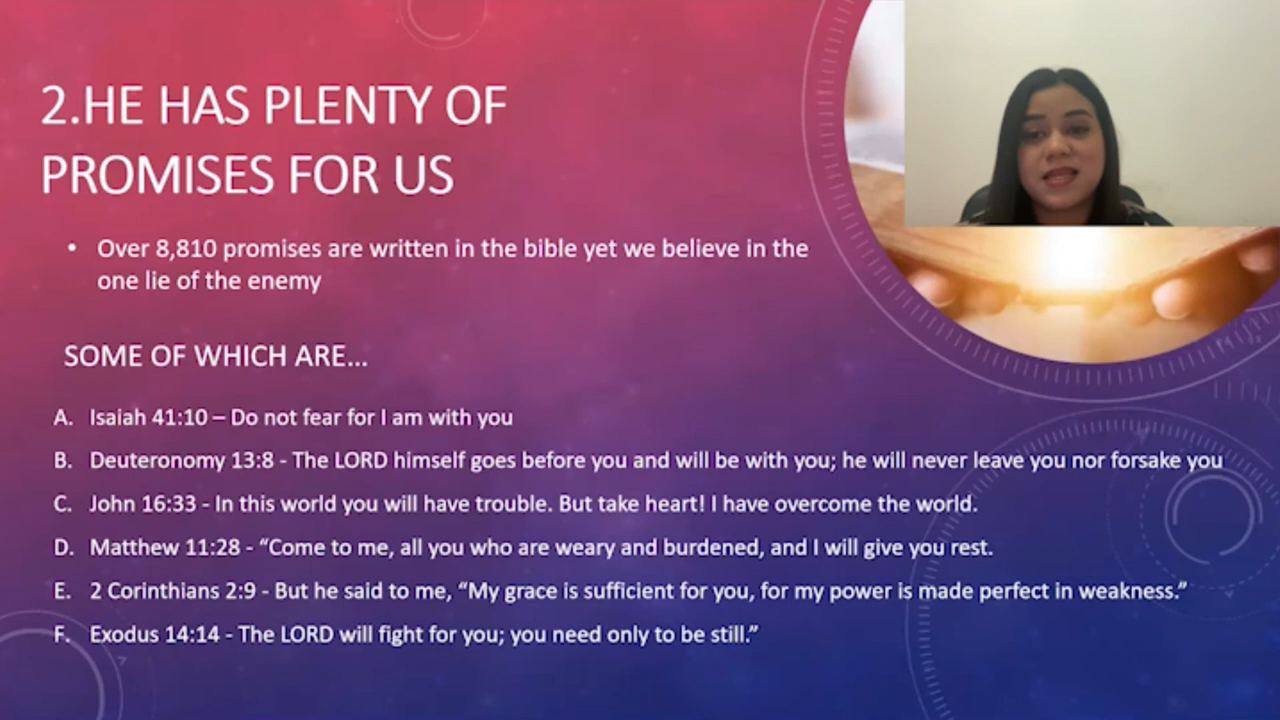 2.HE HAS PLENTY OF
PROMISES FOR US
• Over 8,810 promises are written in the bible yet we believe in the
one lie of the enemy
SOME OF WHICH ARE...
A. Isaiah 41:10 – Do not fear for I am with you
B. Deuteronomy 13:8 - The LORD himself goes before you and will be with you; he will never leave you nor forsake you
C. John 16:33 - In this world you will have trouble. But take heart! I have overcome the world.
D. Matthew 11:28 - “Come to me, all you who are weary and burdened, and I will give you rest.
E. 2 Corinthians 2:9 - But he said to me, “My grace is sufficient for you, for my power is made perfect in weakness.”
F. Exodus 14:14 - The LORD will fight for you; you need only to be still.”